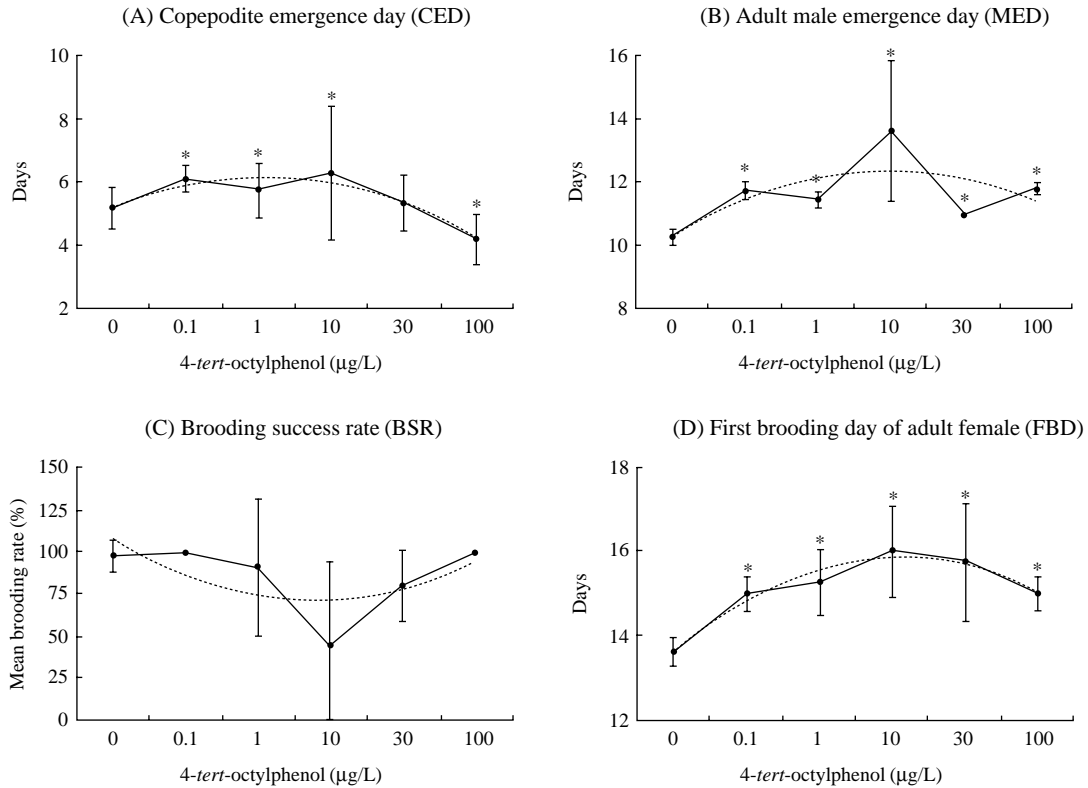 (A) Copepodite emergence day (CED)
10
8
6
4
2
Days
* * * *
0 0.1 1 10 30 100
4-tert-octylphenol (µg/L)
(B) Adult male emergence day (MED)
16
14
12
10
8
Days
* * * * *
0 0.1 1 10 30 100
4-tert-octylphenol (µg/L)
(C) Brooding success rate (BSR)
150
125
100
75
50
25
0
Mean brooding rate (%)
0 0.1 1 10 30 100
4-tert-octylphenol (µg/L)
(D) First brooding day of adult female (FBD)
18
16
14
12
Days
* * * * *
0 0.1 1 10 30 100
4-tert-octylphenol (µg/L)